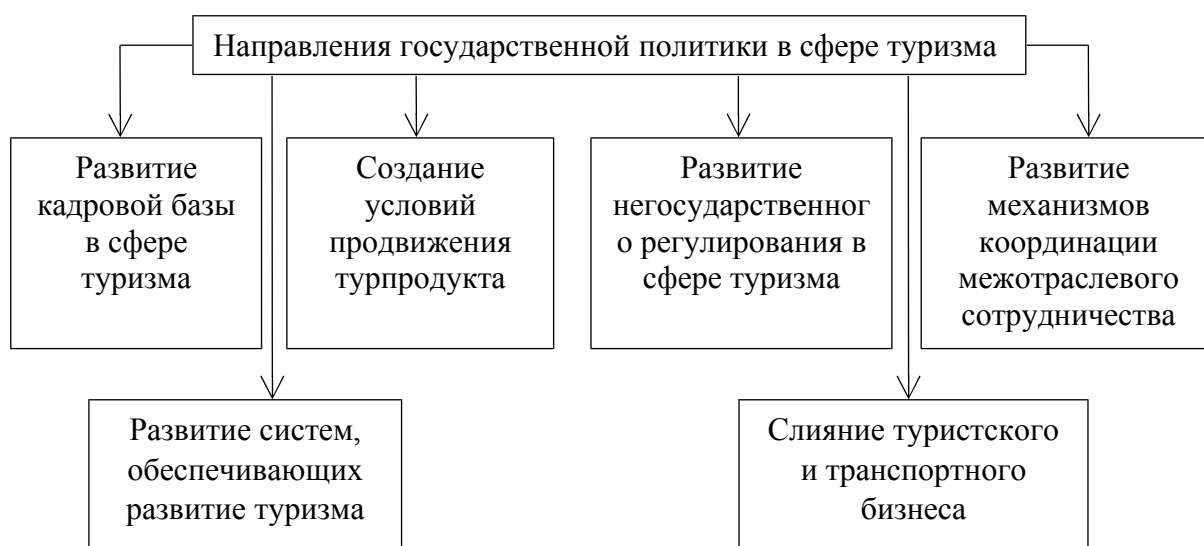 Направления государственной политики в сфере туризма
Развитие
кадровой базы
в сфере
туризма
Создание
условий
продвижения
турпродукта
Развитие
негосударственног
о регулирования в
сфере туризма
Развитие
механизмов
координации
межотраслевого
сотрудничества
Развитие систем,
обеспечивающих
развитие туризма
Слияние туристского
и транспортного
бизнеса